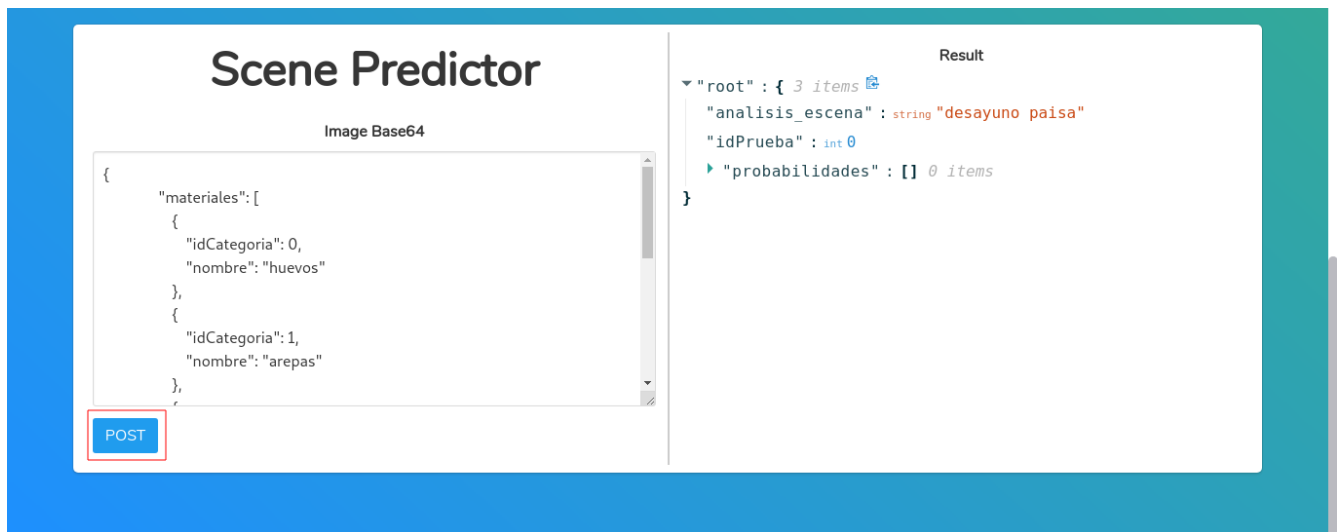 Scene Predictor
Image Base64
{
"materiales": [
{
"idCategoria": 0,
"nombre": "huevos"
},
{
"idCategoria": 1,
"nombre": "arepas"
},
POST
Result
"root" : { 3 items
"analisis_escena" : string "desayuno paisa"
"idPrueba" : int 0
"probabilidades" : [] 0 items
}